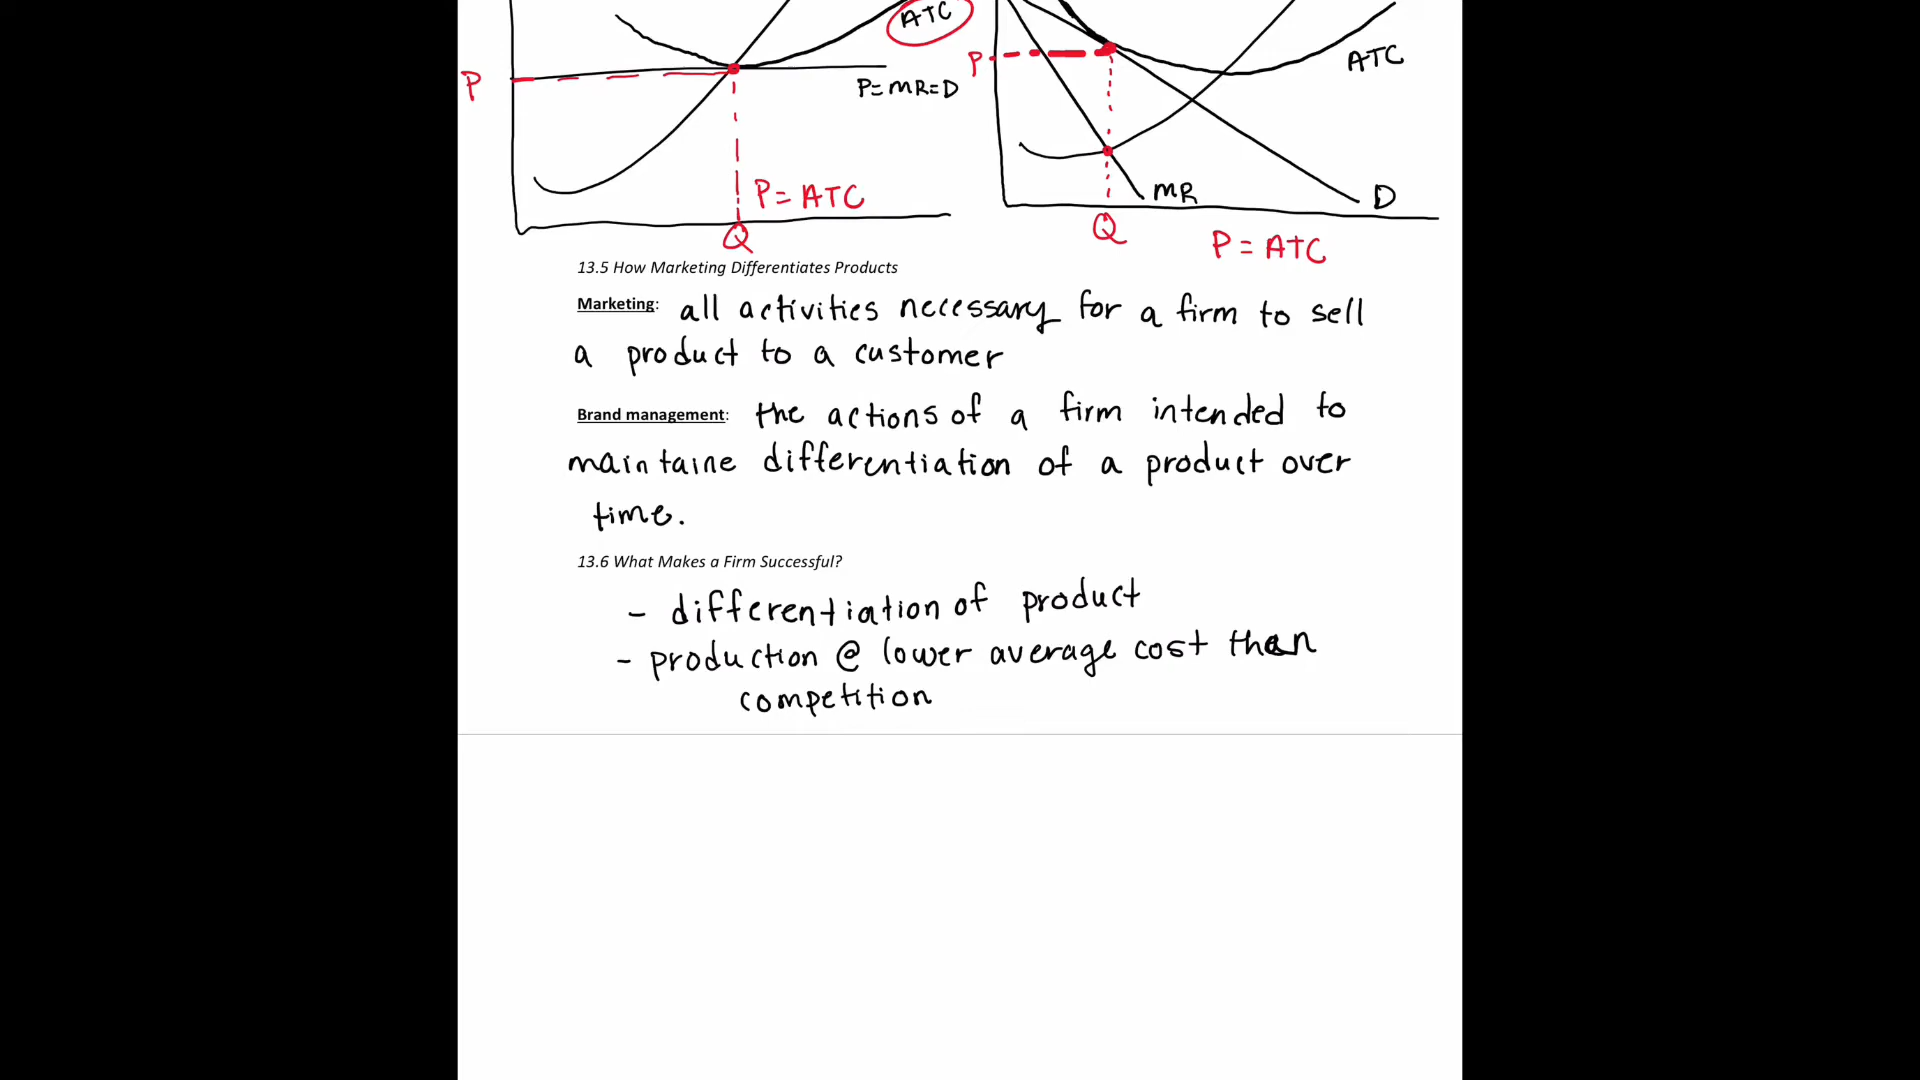 ATC
P
P
ATC
P=MR=D
P= ATC
MR
D
Q
Q
P = ATC
13.5 How Marketing Differentiates Products
Marketing: all activities necessary for a firm to sell
a product to a customer
Brand management: the actions of a firm intended to
maintaine differentiation of a product over
time.
13.6 What Makes a Firm Successful?
- differentiation of product
- production @ lower average cost than
competition